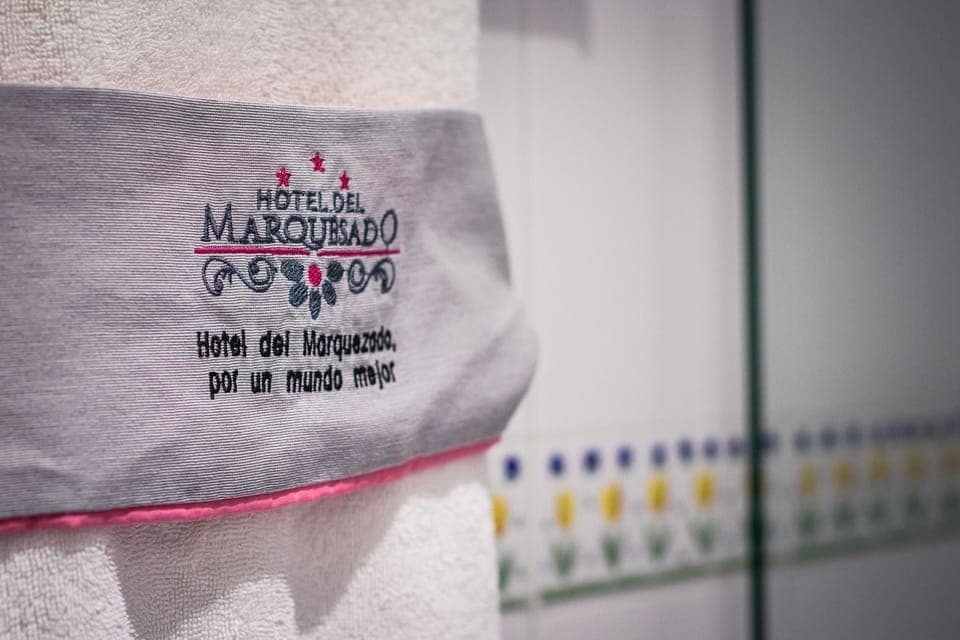 HOTEL DEL
MARQUESADO
Hotel del Marquezado,
por un mundo mejor